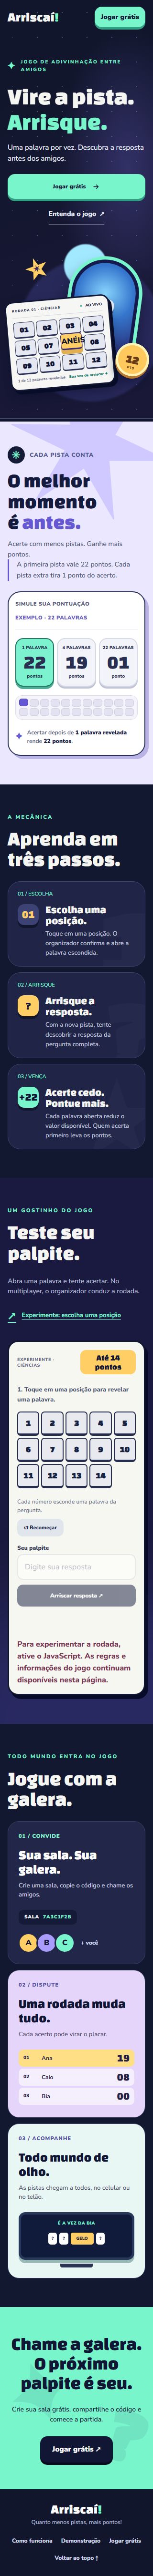 Arriscaí!
Jogar grátis
JOGO DE ADIVINHAÇÃO ENTRE
AMIGOS
Vire a pista.
Arrisque.
Uma palavra por vez. Descubra a resposta
antes dos amigos.
Jogar grátis →
Entenda o jogo ↗
RODADA 01 · CIÊNCIAS
AO VIVO
01 02 03 04
05 07 ANÉIS 08
09 10 11 12
1 de 12 palavras reveladas
Sua vez de arriscar
12
PTS
CADA PISTA CONTA
O melhor
momento
é antes.
Acerte com menos pistas. Ganhe mais
pontos.
A primeira pista vale 22 pontos. Cada
pista extra tira 1 ponto do acerto.
SIMULE SUA PONTUAÇÃO
EXEMPLO · 22 PALAVRAS
1 PALAVRA
22
pontos
4 PALAVRAS
19
pontos
22 PALAVRAS
01
ponto
Acertar depois de 1 palavra revelada
rende 22 pontos.
A MECÂNICA
Aprenda em
três passos.
01 / ESCOLHA
01
Escolha uma
posição.
Toque em uma posição. O
organizador confirma e abre a
palavra escondida.
02 / ARRISQUE
?
Arrisque a
resposta.
Com a nova pista, tente
descobrir a resposta da
pergunta completa.
03 / VENÇA
+22
Acerte cedo.
Pontue mais.
Cada palavra aberta reduz o
valor disponível. Quem acerta
primeiro leva os pontos.
UM GOSTINHO DO JOGO
Teste seu
palpite.
Abra uma palavra e tente acertar. No
multiplayer, o organizador conduz a rodada.
↗ Experimente: escolha uma posição
EXPERIMENTE ·
CIÊNCIAS
Até 14
pontos
1. Toque em uma posição para revelar
uma palavra.
1 2 3 4 5
6 7 8 9 10
11 12 13 14
Cada número esconde uma palavra da
pergunta.
↺ Recomeçar
Seu palpite
Digite sua resposta
Arriscar resposta ↗
Para experimentar a rodada,
ative o JavaScript. As regras e
informações do jogo continuam
disponíveis nesta página.
TODO MUNDO ENTRA NO JOGO
Jogue com a
galera.
01 / CONVIDE
Sua sala. Sua
galera.
Crie uma sala, copie o código e chame os
amigos.
SALA 7A3C1F2B
A B C + você
02 / DISPUTE
Uma rodada muda
tudo.
Cada acerto pode virar o placar.
01 Ana 19
02 Caio 08
03 Bia 00
03 / ACOMPANHE
Todo mundo de
olho.
As pistas chegam a todos, no celular ou
no telão.
É A VEZ DA BIA
? ? GELO ?
Chame a galera.
O próximo
palpite é seu.
Crie sua sala grátis, compartilhe o código e
comece a partida.
Jogar grátis ↗
Arriscaí!
Quanto menos pistas, mais pontos!
Como funciona Demonstração Jogar grátis
Voltar ao topo ↑